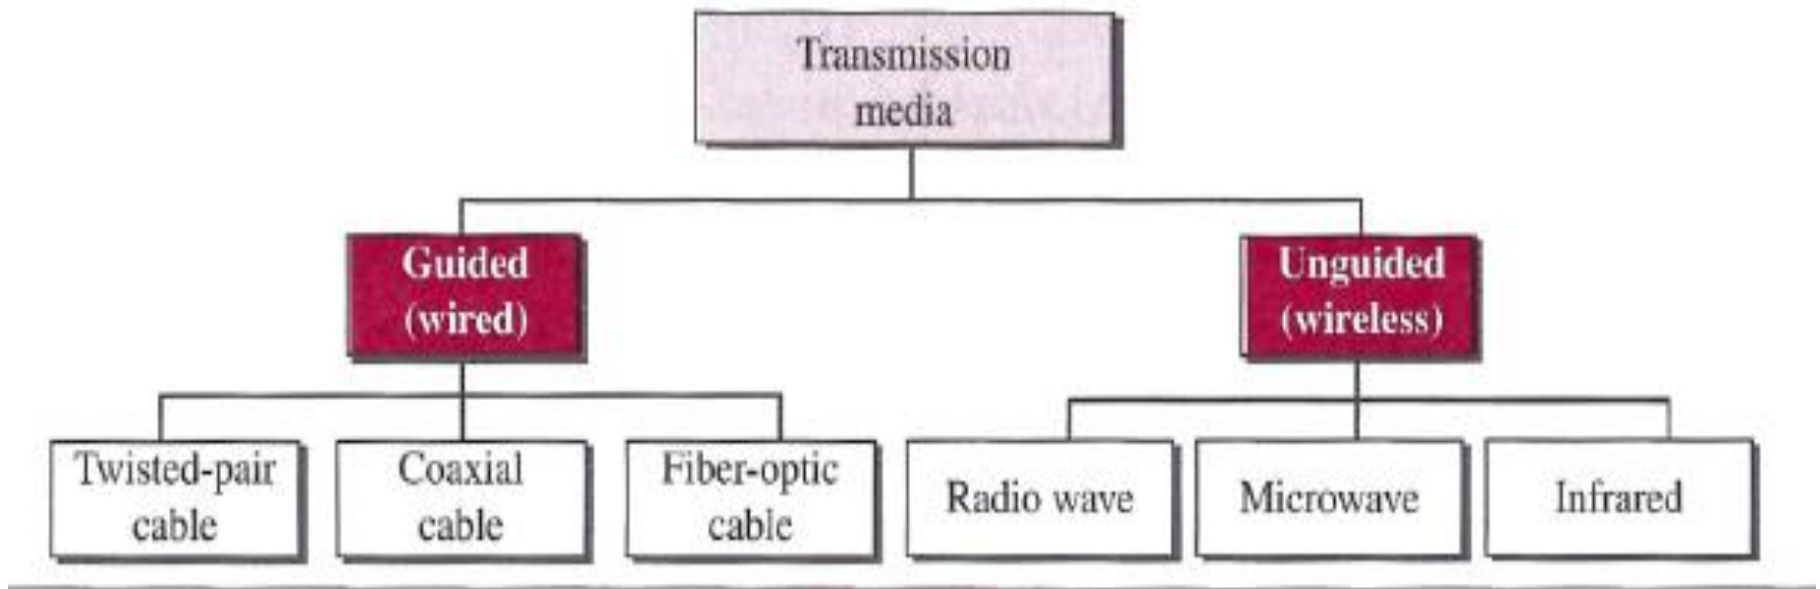 Transmission
media
Guided
(wired)
Unguided
(wireless)
Twisted-pair
cable
Coaxial
cable
Fiber-optic
cable
Radio wave
Microwave
Infrared